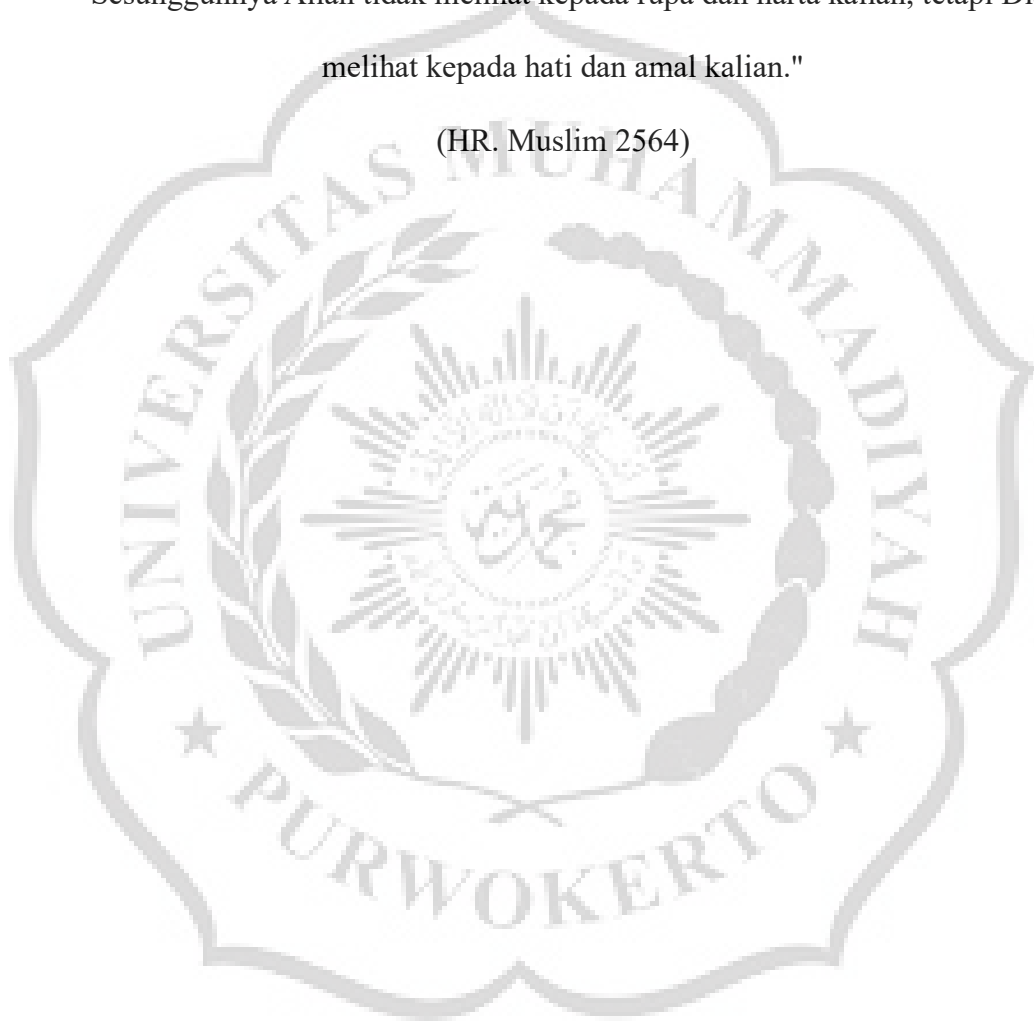 Sesungguhnya Allah tidak melihat kepada rupa dan harta kalian, tetapi Di
melihat kepada hati dan amal kalian."
(HR. Muslim 2564)
UNIVERSITAS MUHAMMADIYAH
PURWOKERTO